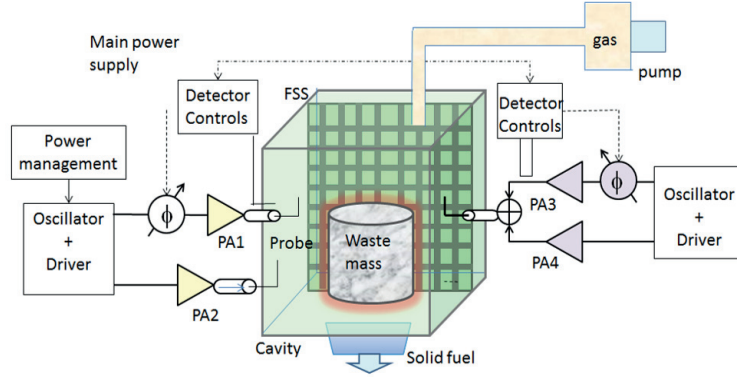 Main power
supply
Detector
Controls
FSS
gas
pump
Detector
Controls
Power
management
ϕ
ϕ
Oscillator
+
Driver
PA1
Probe
Waste
mass
PA3
Oscillator
+
Driver
PA2
PA4
Cavity
Solid fuel